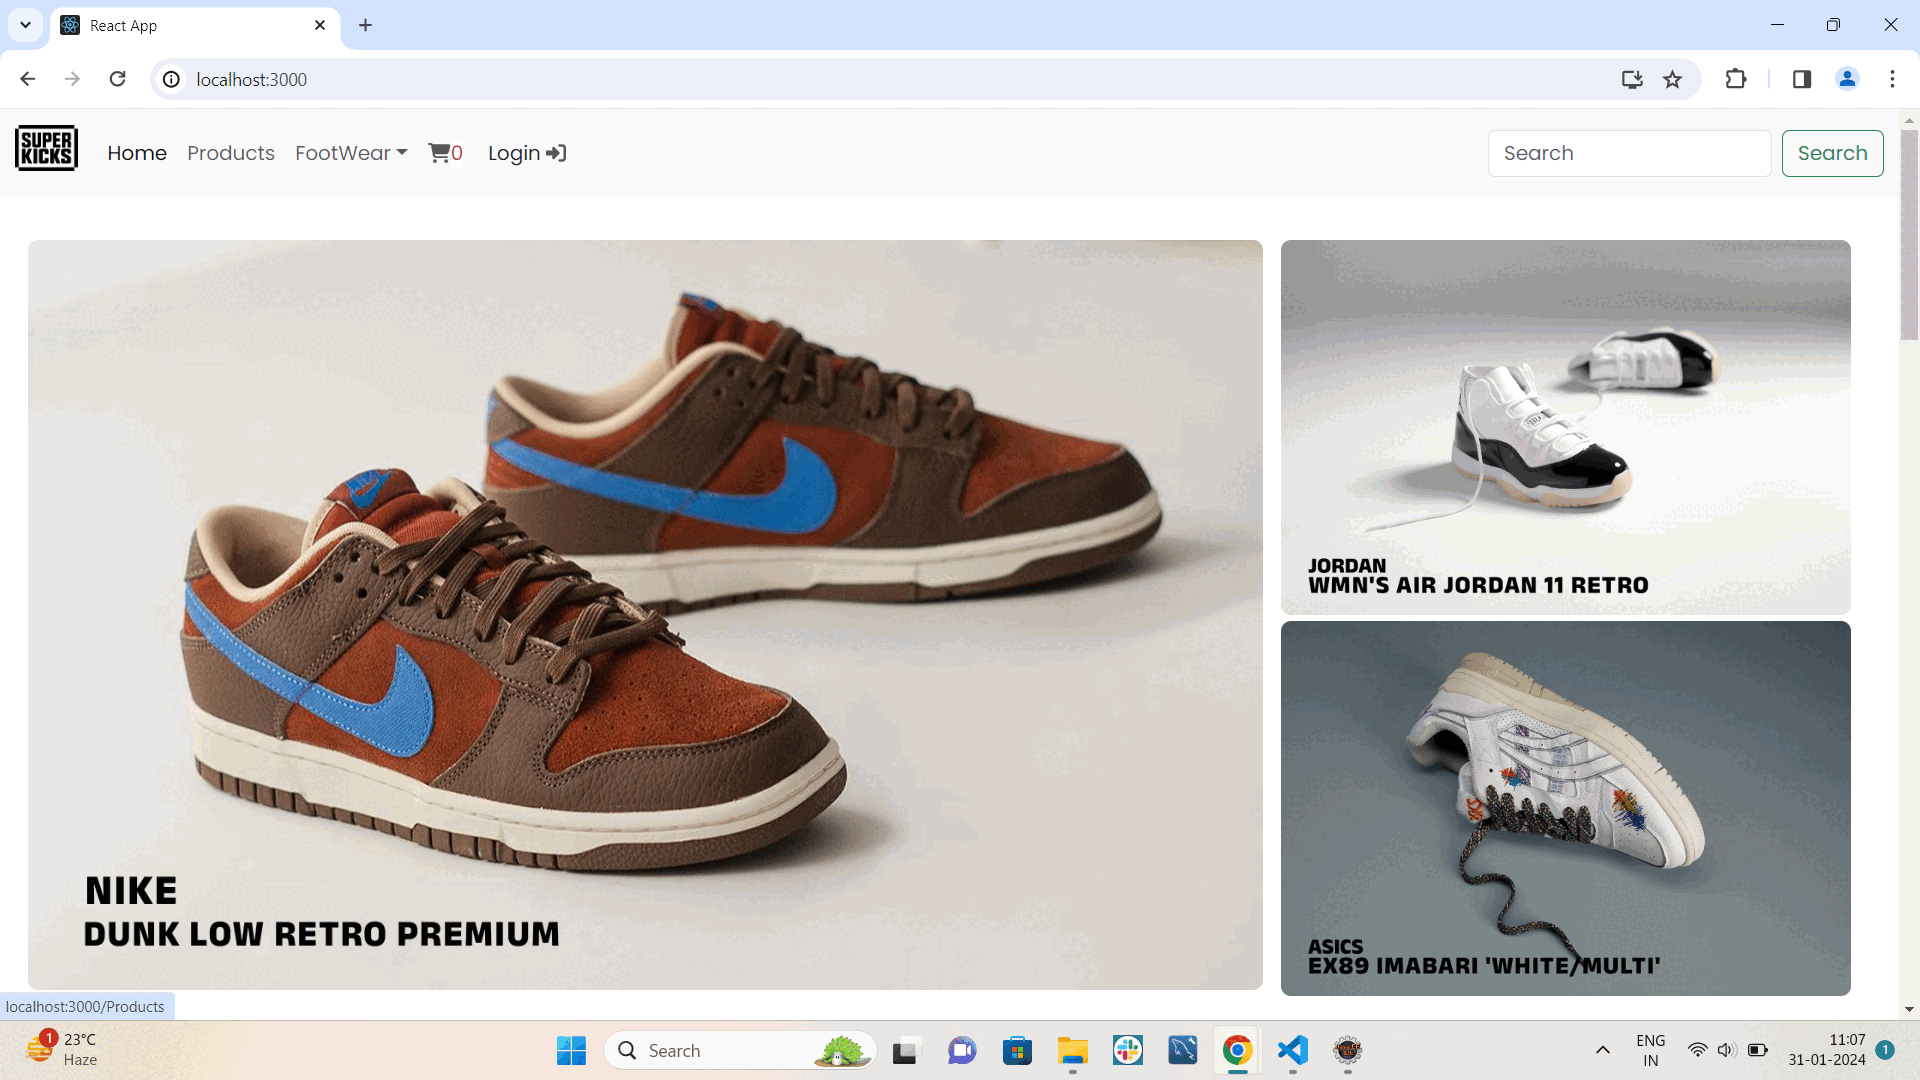 React App
localhost:3000
SUPER
KICKS
Home Products FootWear 0 Login Search Search
JORDAN
WMN'S AIR JORDAN 11 RETRO
NIKE
DUNK LOW RETRO PREMIUM
ASICS
EX89 IMABARI 'WHITE/MULTI'
localhost:3000/Products
1
23°C
Haze
Search
ENG
IN
11:07
31-01-2024
1